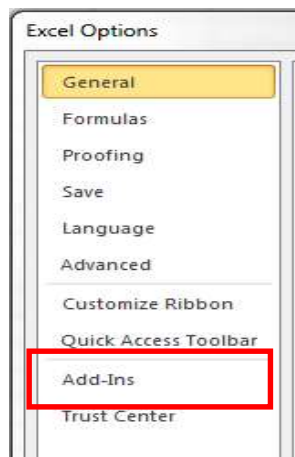 Excel Options
General
Formulas
Proofing
Save
Language
Advanced
Customize Ribbon
Quick Access Toolbar
Add-Ins
Trust Center